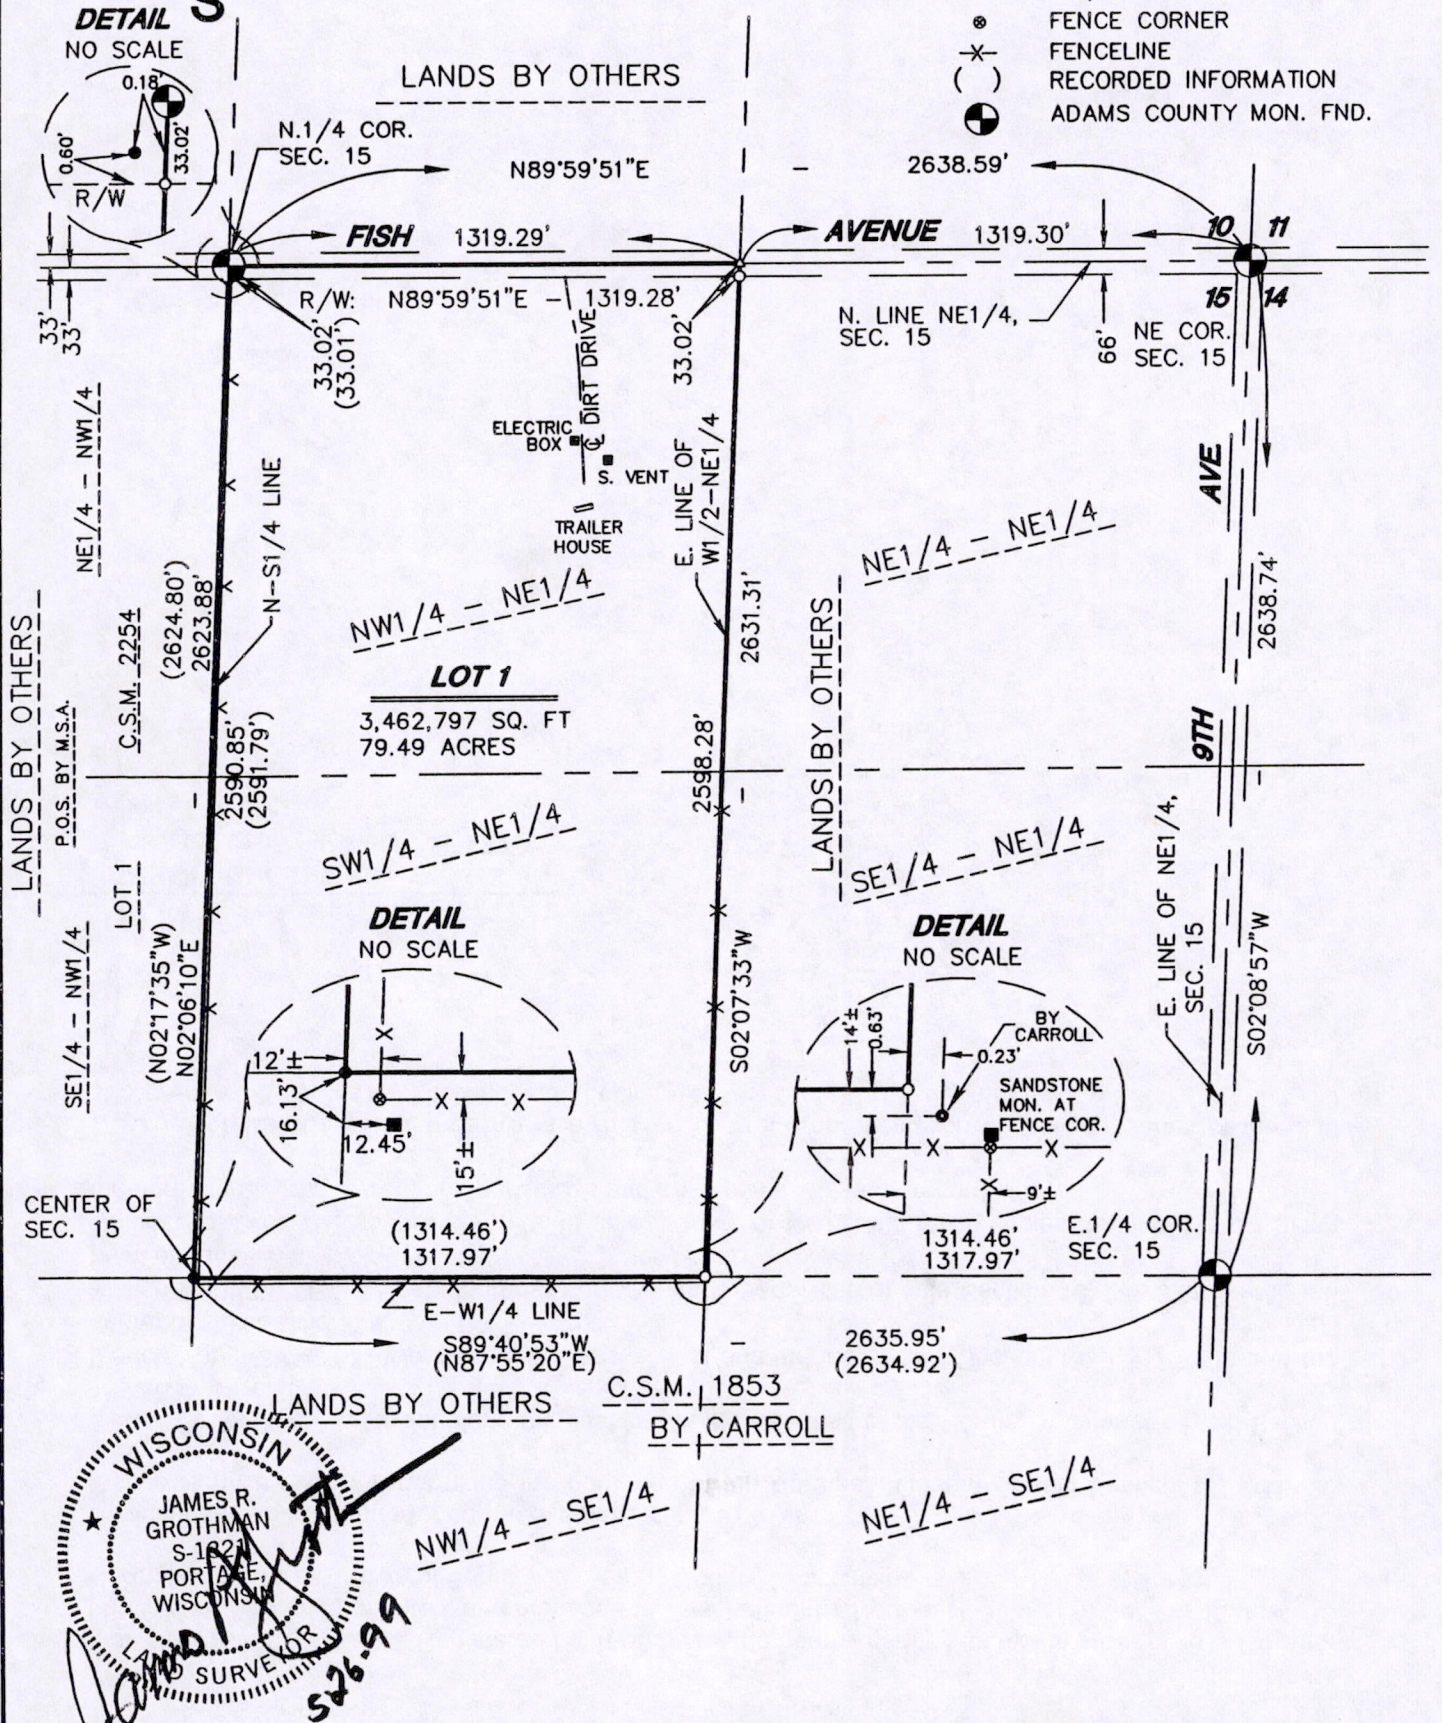 S
DETAIL
NO SCALE
0.18'
0.60'
33.02'
R/W
LANDS BY OTHERS
FENCE CORNER
FENCELINE
( ) RECORDED INFORMATION
ADAMS COUNTY MON. FND.
N.1/4 COR.
SEC. 15
N89°59'51"E
-
2638.59'
FISH
1319.29'
AVENUE
1319.30'
10
11
15
14
R/W: N89°59'51"E - 1319.28'
33'
33'
33.02'
(33.01')
33.02'
N. LINE NE1/4,
SEC. 15
66'
NE COR.
SEC. 15
DIRT DRIVE
ELECTRIC
BOX
S. VENT
TRAILER
HOUSE
E. LINE OF
W1/2-NE1/4
NE1/4 - NW1/4
N--S1/4 LINE
(2624.80')
2623.88'
NW1/4 - NE1/4
NE1/4 - NE1/4
2631.31'
AVE
9TH
2638.74'
LANDS BY OTHERS
P.O.S. BY M.S.A.
C.S.M. 2254
LOT 1
LOT 1
3,462,797 SQ. FT
79.49 ACRES
2590.85'
(2591.79')
-
2598.28'
-
LANDS BY OTHERS
-
SW1/4 - NE1/4
SE1/4 - NE1/4
SE1/4 - NW1/4
(N02°17'35"W)
N02°06'10"E
S02°07'33"W
E. LINE OF NE1/4,
SEC. 15
S02°08'57"W
DETAIL
NO SCALE
12'±
16.13'
12.45'
15'±
DETAIL
NO SCALE
14'±
0.63'
BY
CARROLL
0.23'
SANDSTONE
MON. AT
FENCE COR.
9'±
CENTER OF
SEC. 15
(1314.46')
1317.97'
1314.46'
1317.97'
E.1/4 COR.
SEC. 15
E-W1/4 LINE
S89°40'53"W
(N87°55'20"E)
-
2635.95'
(2634.92')
LANDS BY OTHERS
C.S.M. 1853
BY CARROLL
NW1/4 - SE1/4
NE1/4 - SE1/4
WISCONSIN
JAMES R.
GROTHMAN
S-1321
PORTAGE,
WISCONSIN
LAND SURVEYOR
James
5-26-99